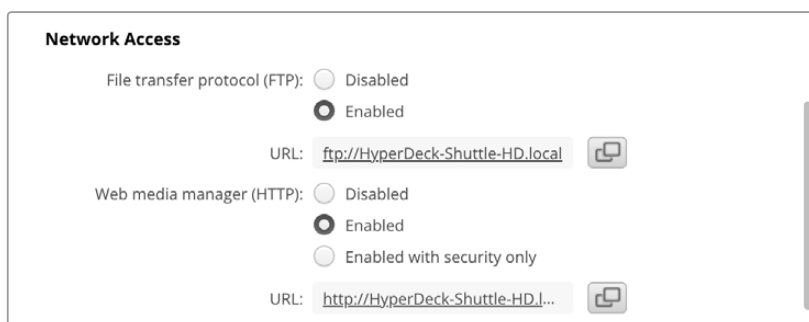 Network Access
File transfer protocol (FTP): Disabled
Enabled
URL: ftp://HyperDeck-Shuttle-HD.local
Web media manager (HTTP): Disabled
Enabled
Enabled with security only
URL: http://HyperDeck-Shuttle-HD.l...